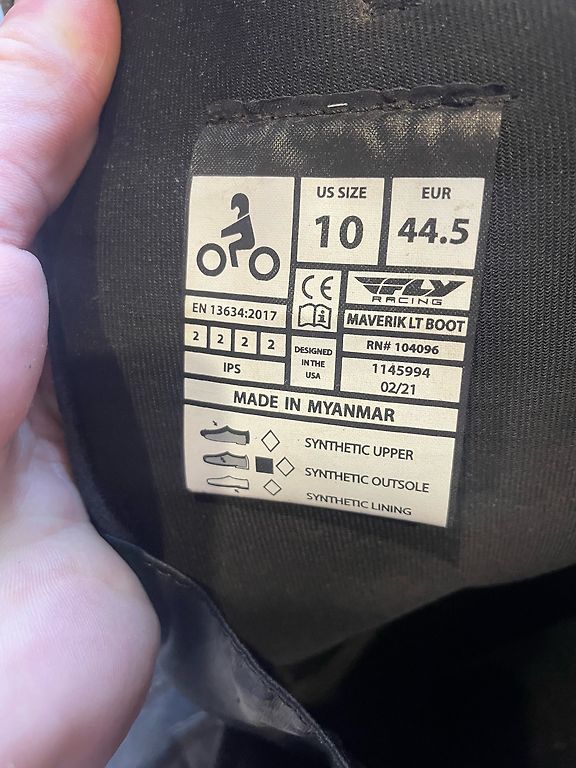 US SIZE
10
EUR
44.5
CE
i
FLY
RACING
EN 13634:2017
MAVERIK LT BOOT
2 2 2 2
DESIGNED
IN THE
USA
RN# 104096
IPS
1145994
02/21
MADE IN MYANMAR
SYNTHETIC UPPER
SYNTHETIC OUTSOLE
SYNTHETIC LINING